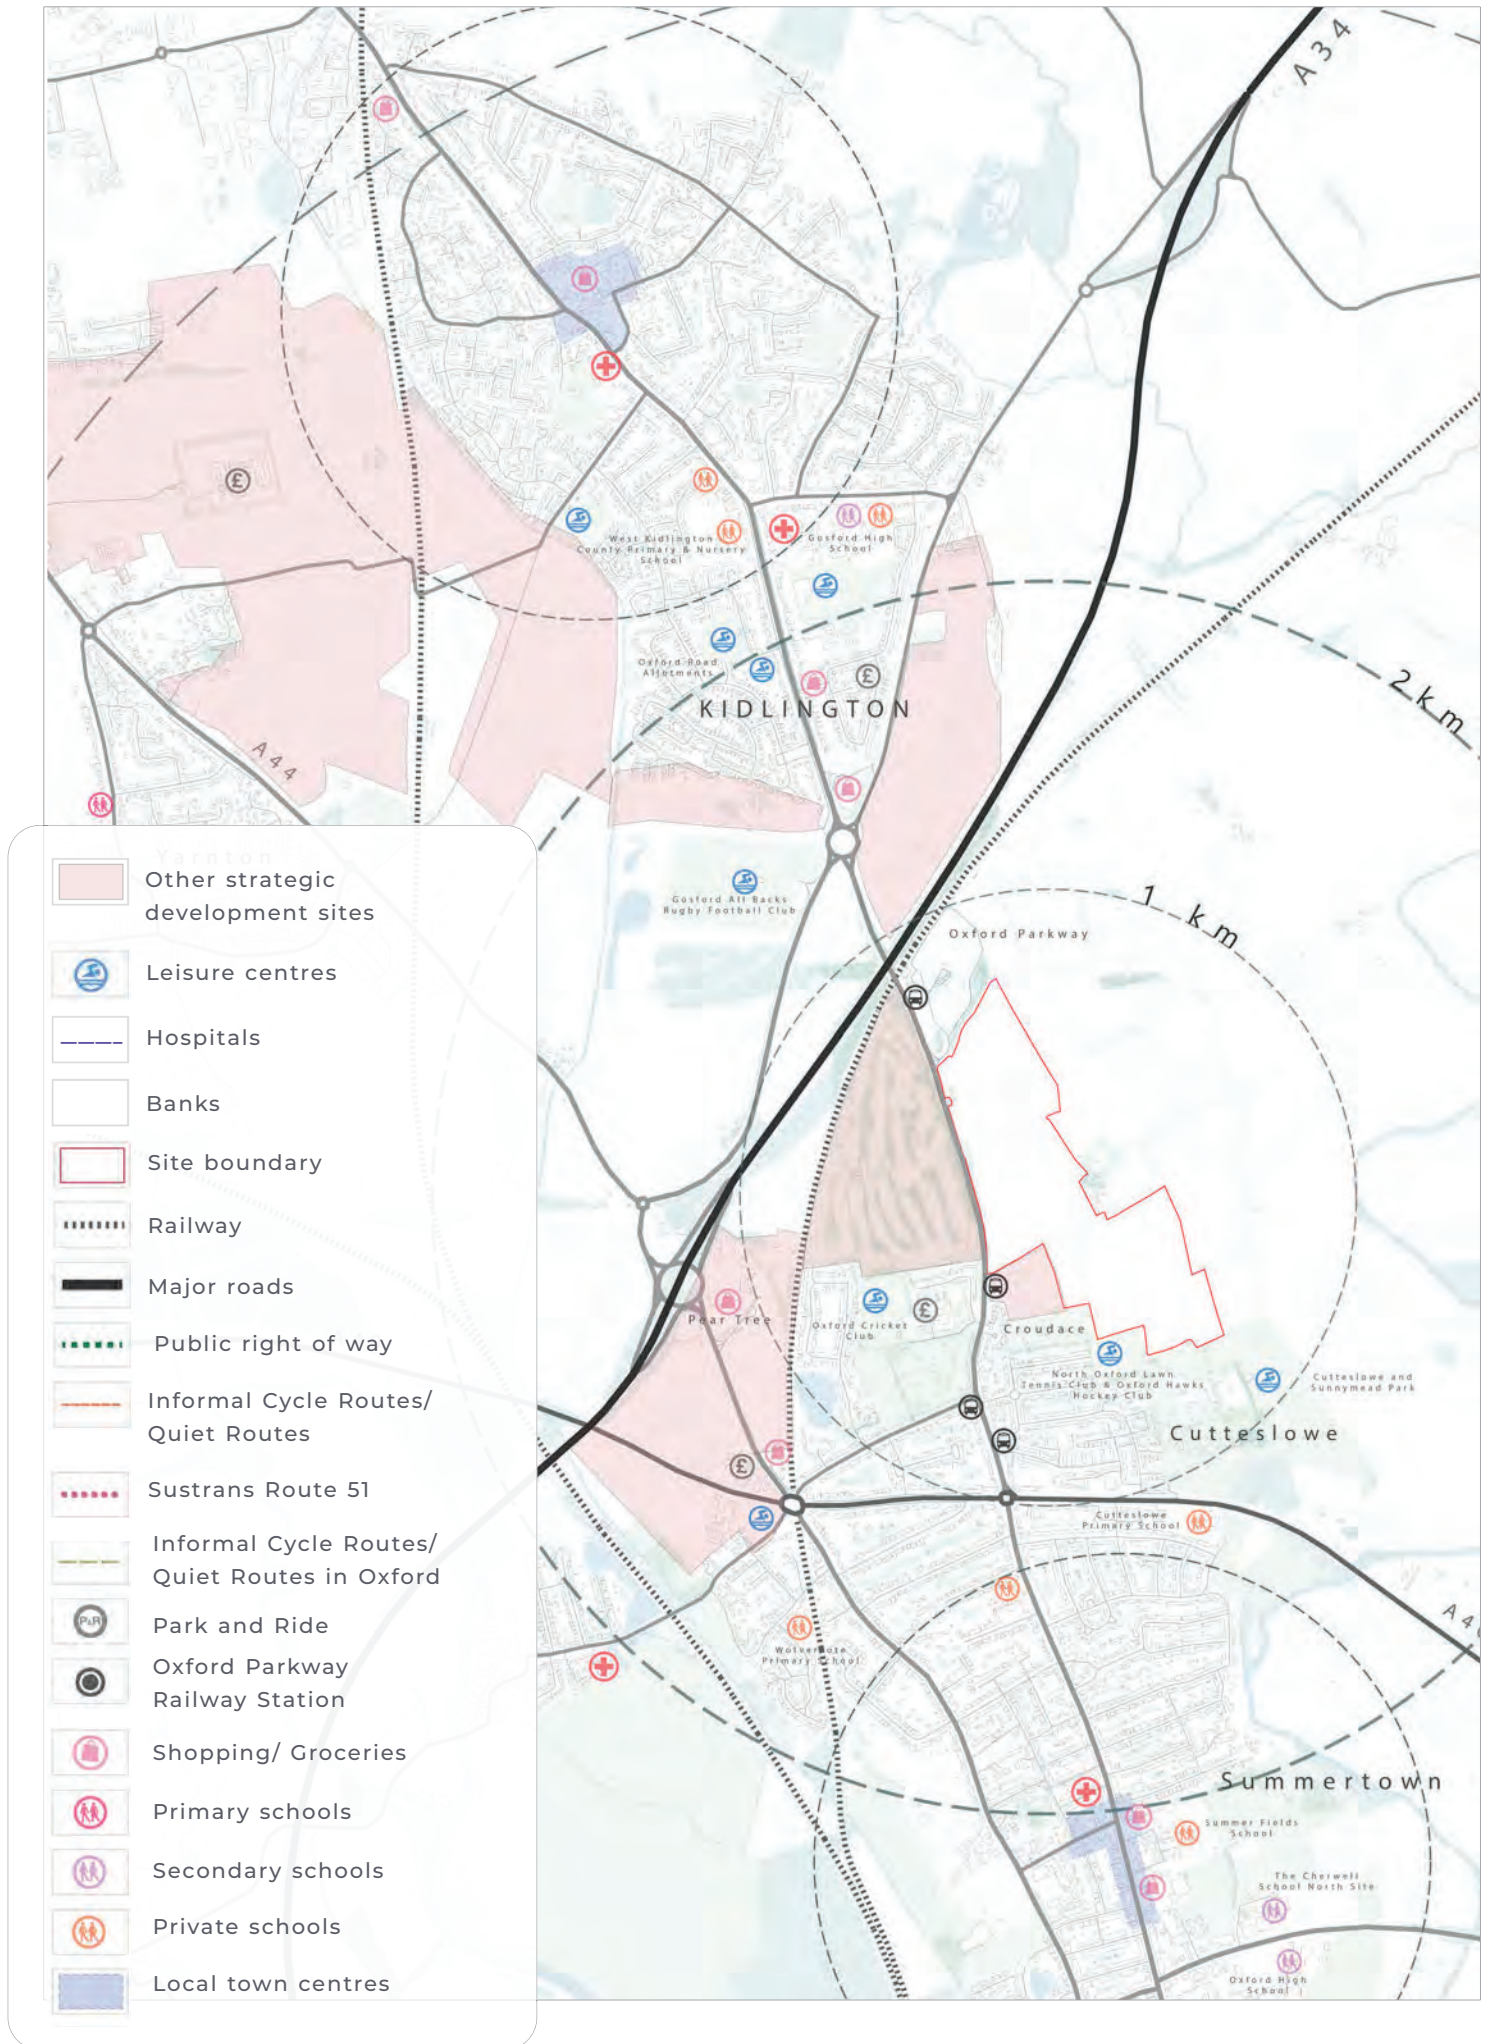 A34
West Kidlington
County Primary & Nursery
School
Gosford High
School
£
Oxford Road
Allotments
£
KIDLINGTON
2km
A44
Yarnton
Gosford All Backs
Rugby Football Club
Oxford Parkway
1 km
Pear Tree
Oxford Cricket
Club
£
Croudace
North Oxford Lawn
Tennis Club & Oxford Hawks
Hockey Club
Cutteslowe and
Sunnymead Park
Cutteslowe
£
Cutteslowe
Primary School
A40
Wolvercote
Primary School
Summertown
Summer Fields
School
The Cherwell
School North Site
Oxford High
School
Other strategic
development sites
Leisure centres
Hospitals
Banks
Site boundary
Railway
Major roads
Public right of way
Informal Cycle Routes/
Quiet Routes
Sustrans Route 51
Informal Cycle Routes/
Quiet Routes in Oxford
P&R
Park and Ride
Oxford Parkway
Railway Station
Shopping/ Groceries
Primary schools
Secondary schools
Private schools
Local town centres